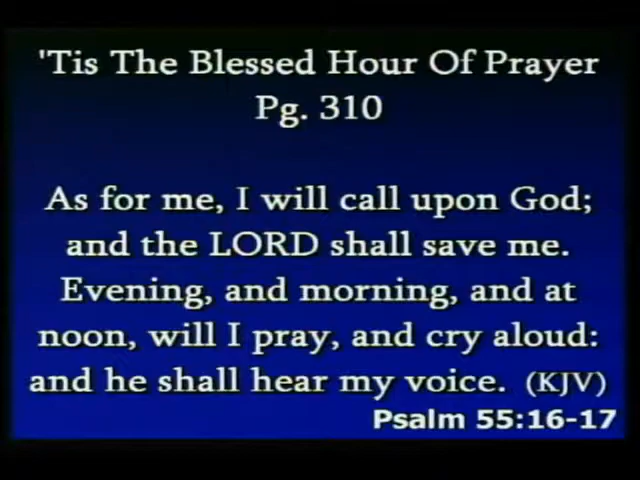 'Tis The Blessed Hour Of Prayer
Pg. 310
As for me, I will call upon God;
and the LORD shall save me.
Evening, and morning, and at
noon, will I pray, and cry aloud:
and he shall hear my voice. (KJV)
Psalm 55:16-17